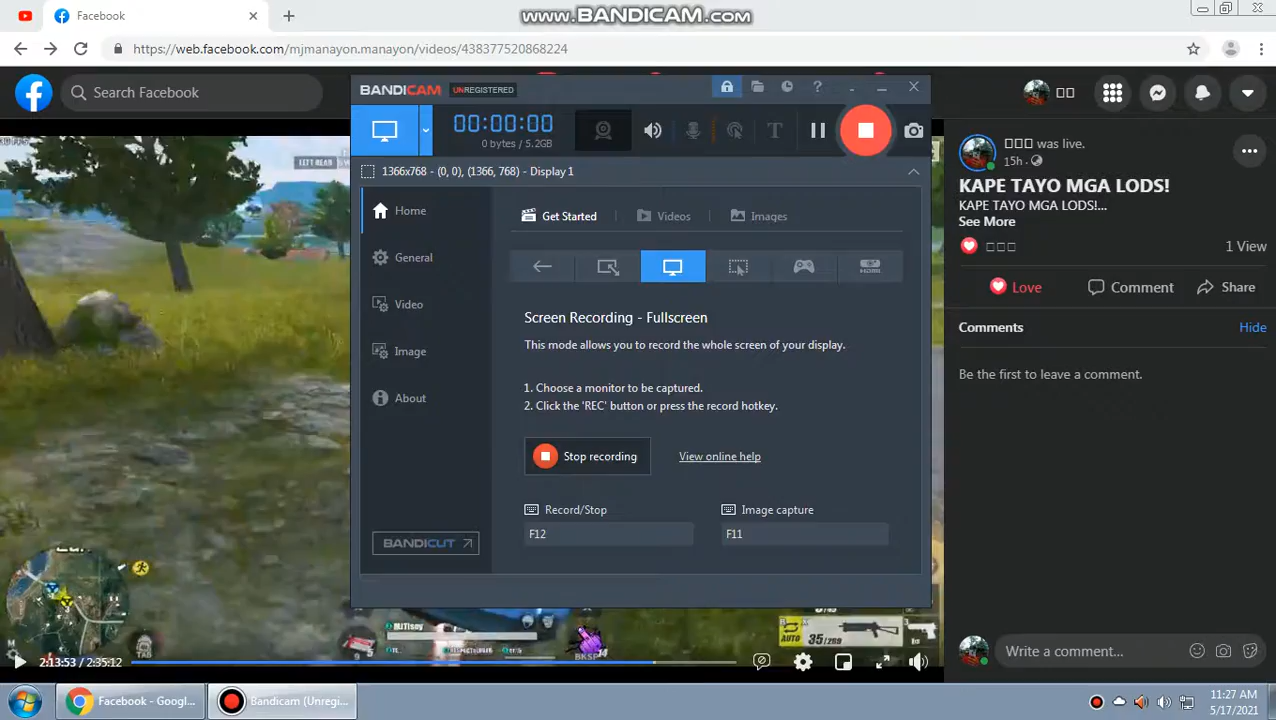 Facebook
www.BANDICAM.com
https://web.facebook.com/mjmanayon.manayon/videos/438377520868224
Search Facebook
BANDICAM UNREGISTERED
00:00:00
0 bytes / 5.2GB
1366x768 - (0, 0), (1366, 768) - Display 1
Home
General
Video
Image
About
BANDICUT
Get Started
Videos
Images
HDMI
Screen Recording - Fullscreen
This mode allows you to record the whole screen of your display.
1. Choose a monitor to be captured.
2. Click the 'REC' button or press the record hotkey.
Stop recording
View online help
Record/Stop
Image capture
F12
F11
was live.
15h
KAPE TAYO MGA LODS!
KAPE TAYO MGA LODS!...
See More
1 View
Love
Comment
Share
Comments
Hide
Be the first to leave a comment.
Write a comment...
MJTisoy
BKSP
AUTO
35/269
2:13:53 / 2:35:12
Facebook - Googl...
Bandicam (Unregi...
11:27 AM
5/17/2021